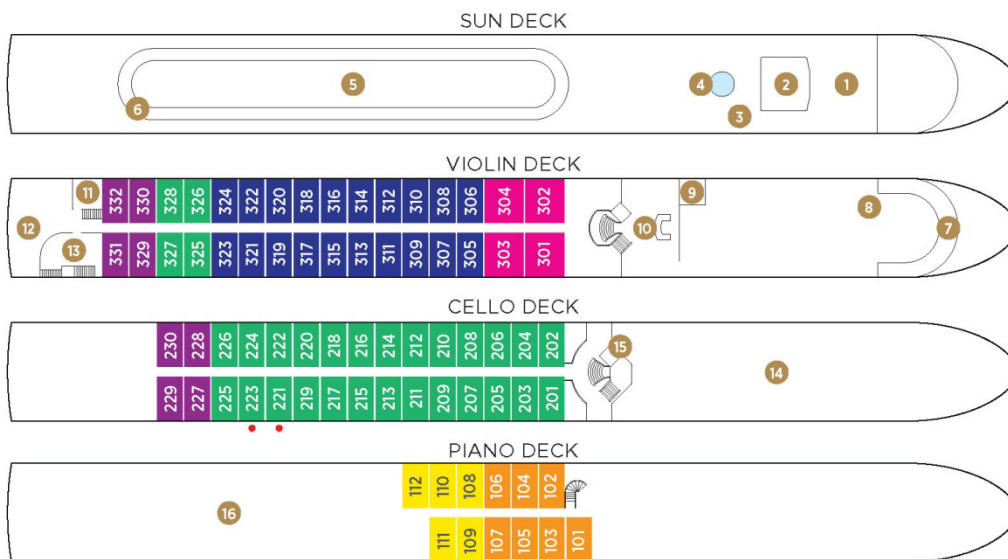 SUN DECK
6 5 4 3 2 1
VIOLIN DECK
11 332 330 328 326 324 322 320 318 316 314 312 310 308 306 304 302 9 8
12 10 7
13 331 329 327 325 323 321 319 317 315 313 311 309 307 305 303 301
CELLO DECK
230 228 226 224 222 220 218 216 214 212 210 208 206 204 202 15
14
229 227 225 223 221 219 217 215 213 211 209 207 205 203 201
PIANO DECK
112 110 108 106 104 102
16
111 109 107 105 103 101